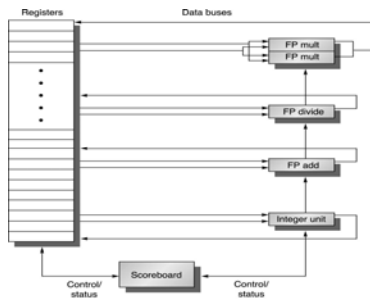 Registers
Data buses
FP mult
FP mult
FP divide
FP add
Integer unit
Scoreboard
Control/
status
Control/
status